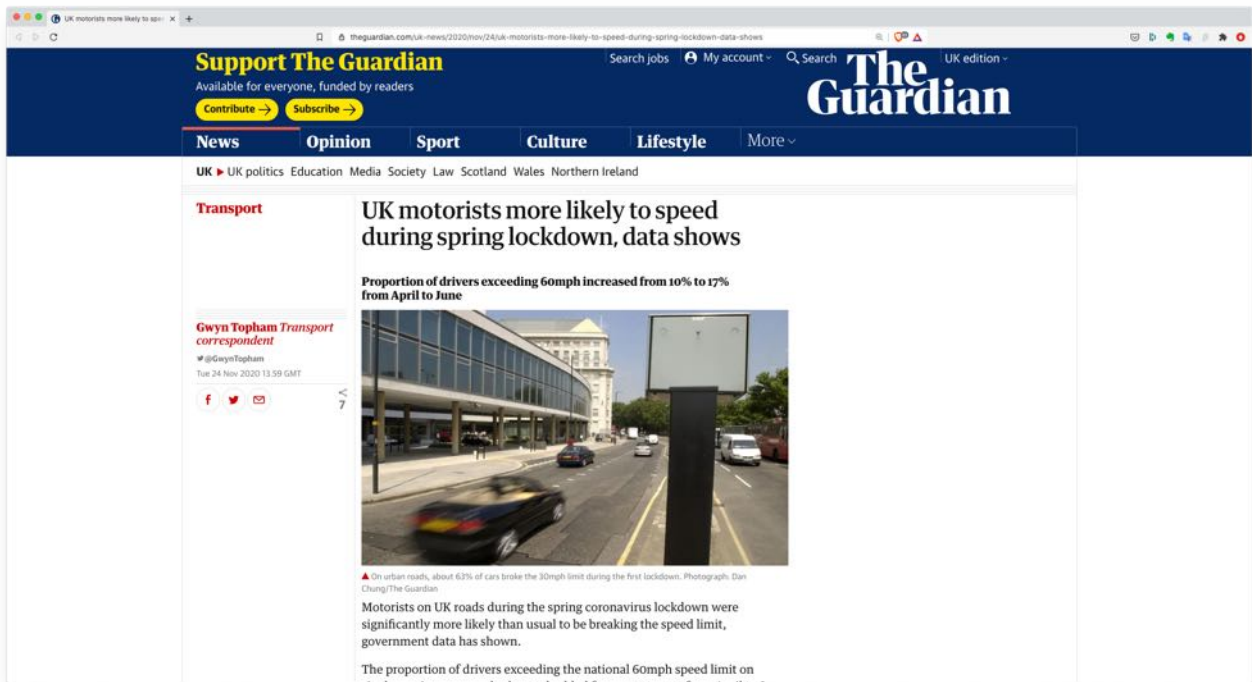 UK motorists more likely to spe
theguardian.com/uk-news/2020/nov/24/uk-motorists-more-likely-to-speed-during-spring-lockdown-data-shows
Support The Guardian
Available for everyone, funded by readers
Contribute →
Subscribe →
Search jobs
My account
Search
UK edition
The
Guardian
News
Opinion
Sport
Culture
Lifestyle
More
UK UK politics Education Media Society Law Scotland Wales Northern Ireland
Transport
UK motorists more likely to speed
during spring lockdown, data shows
Proportion of drivers exceeding 60mph increased from 10% to 17%
from April to June
Gwyn Topham Transport
correspondent
@GwynTopham
Tue 24 Nov 2020 13.59 GMT
7
On urban roads, about 63% of cars broke the 30mph limit during the first lockdown. Photograph: Dan
Chung/The Guardian
Motorists on UK roads during the spring coronavirus lockdown were
significantly more likely than usual to be breaking the speed limit,
government data has shown.
The proportion of drivers exceeding the national 60mph speed limit on